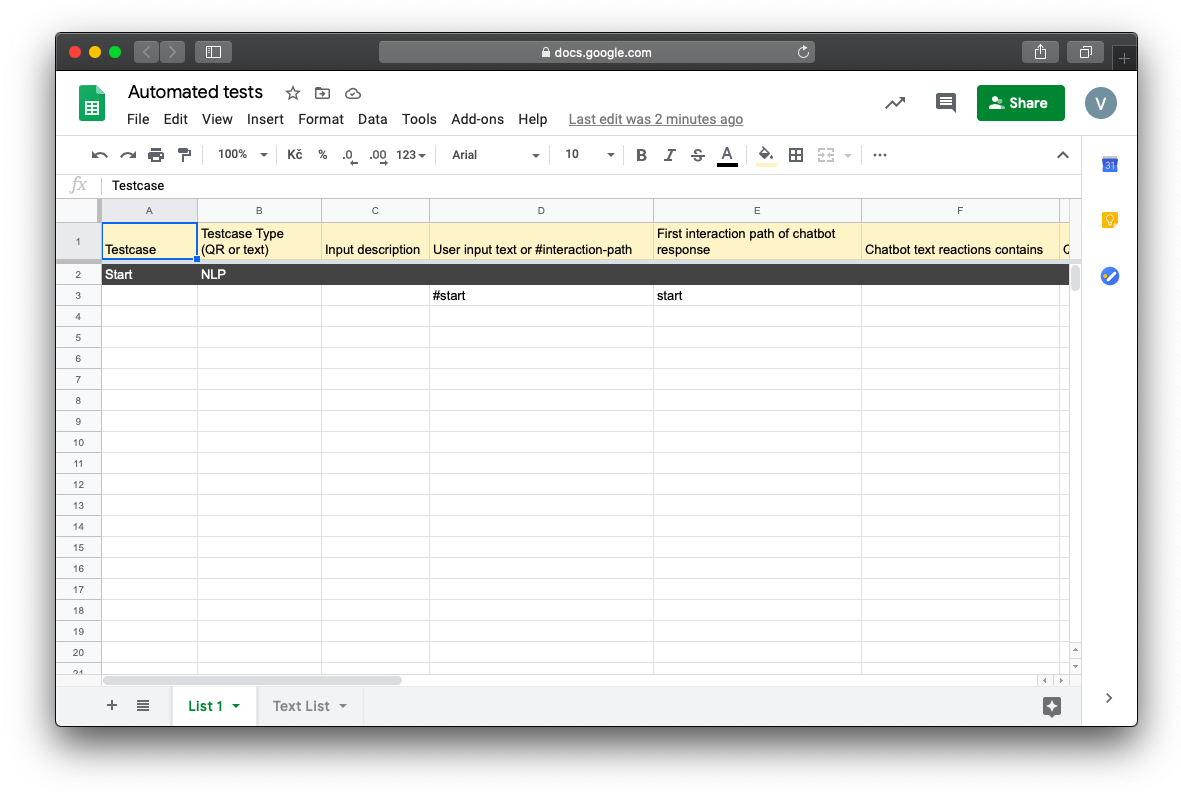 docs.google.com
Automated tests
File Edit View Insert Format Data Tools Add-ons Help Last edit was 2 minutes ago
Share
V
100% Kč % .0 .00 123 Arial 10 B I S A
31
fx Testcase
A B C D E F
1 Testcase
Testcase Type
(QR or text)
Input description
User input text or #interaction-path
First interaction path of chatbot
response
Chatbot text reactions contains
2 Start NLP
3 #start start
4
5
6
7
8
9
10
11
12
13
14
15
16
17
18
19
20
21
List 1 Text List